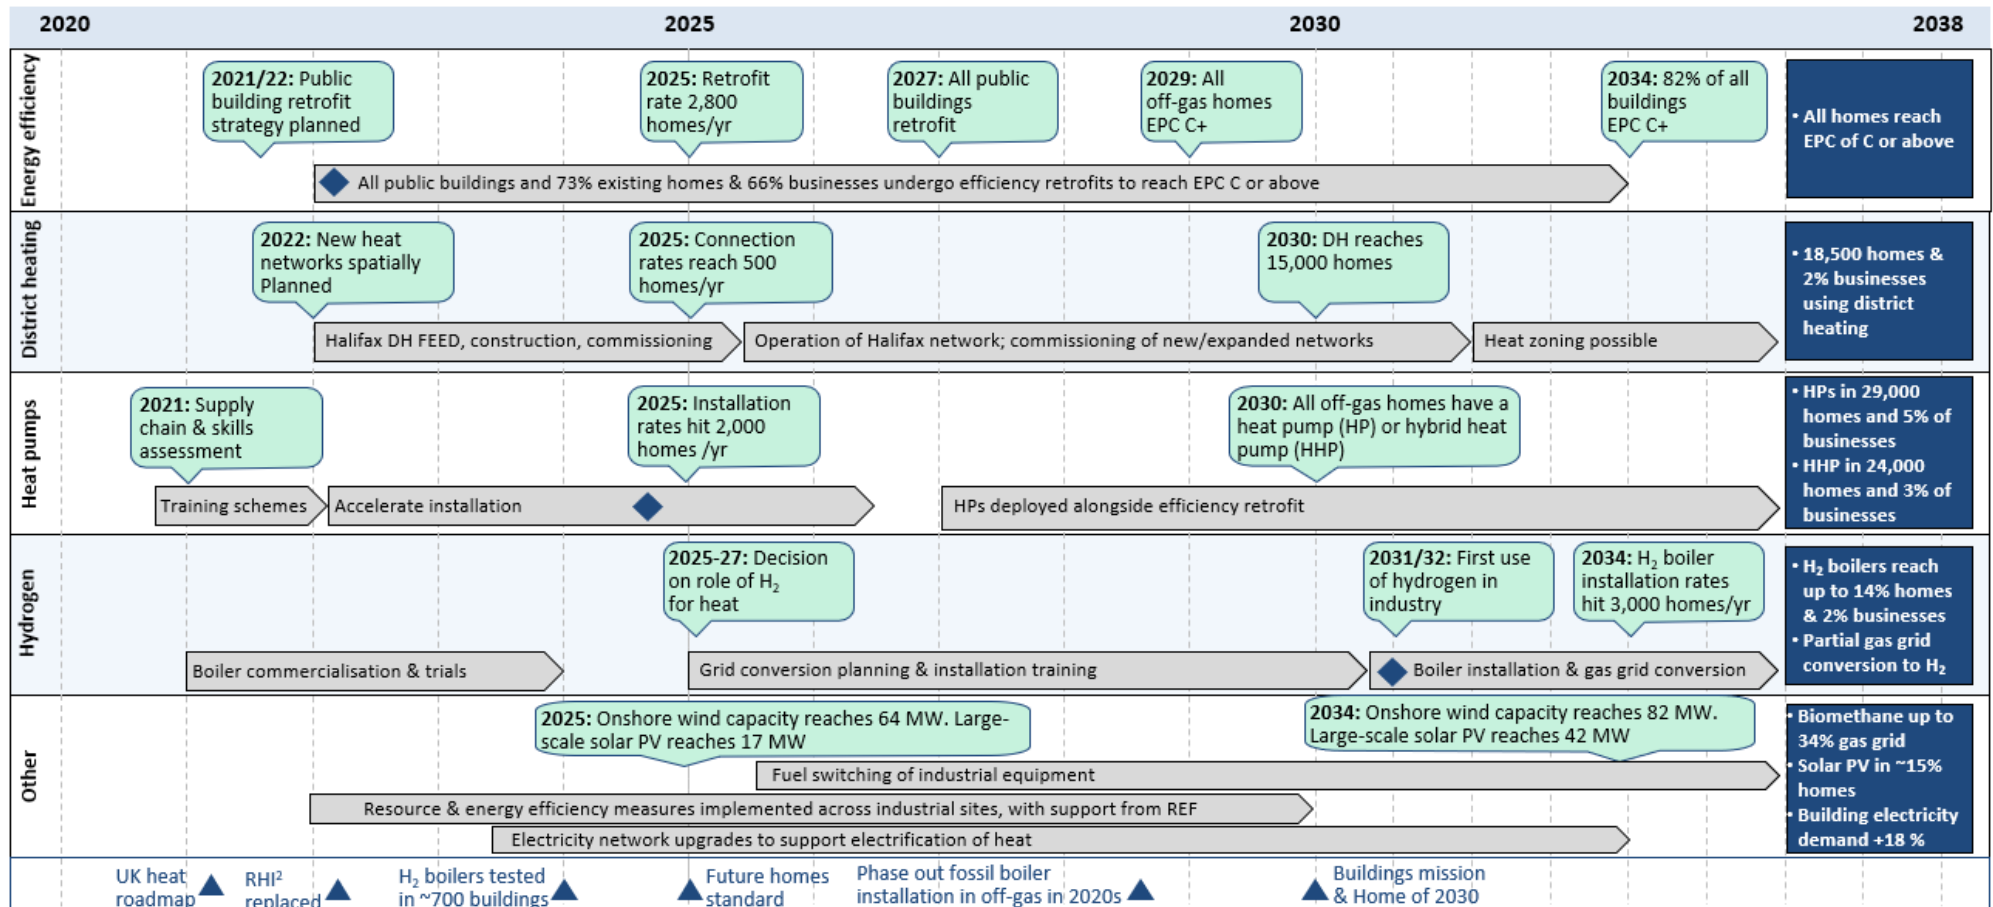 2020 2025 2030 2038
Energy efficiency
2021/22: Public
building retrofit
strategy planned
2025: Retrofit
rate 2,800
homes/yr
2027: All public
buildings
retrofit
2029: All
off-gas homes
EPC C+
2034: 82% of all
buildings
EPC C+
• All homes reach
EPC of C or above
All public buildings and 73% existing homes & 66% businesses undergo efficiency retrofits to reach EPC C or above
District heating
2022: New heat
networks spatially
Planned
2025: Connection
rates reach 500
homes/yr
2030: DH reaches
15,000 homes
• 18,500 homes &
2% businesses
using district
heating
Halifax DH FEED, construction, commissioning
Operation of Halifax network; commissioning of new/expanded networks
Heat zoning possible
Heat pumps
2021: Supply
chain & skills
assessment
2025: Installation
rates hit 2,000
homes /yr
2030: All off-gas homes have a
heat pump (HP) or hybrid heat
pump (HHP)
• HPs in 29,000
homes and 5% of
businesses
• HHP in 24,000
homes and 3% of
businesses
Training schemes
Accelerate installation
HPs deployed alongside efficiency retrofit
Hydrogen
2025-27: Decision
on role of H₂
for heat
2031/32: First use
of hydrogen in
industry
2034: H₂ boiler
installation rates
hit 3,000 homes/yr
• H₂ boilers reach
up to 14% homes
& 2% businesses
• Partial gas grid
conversion to H₂
Boiler commercialisation & trials
Grid conversion planning & installation training
Boiler installation & gas grid conversion
Other
2025: Onshore wind capacity reaches 64 MW. Large-
scale solar PV reaches 17 MW
2034: Onshore wind capacity reaches 82 MW.
Large-scale solar PV reaches 42 MW
• Biomethane up to
34% gas grid
• Solar PV in ~15%
homes
• Building electricity
demand +18 %
Fuel switching of industrial equipment
Resource & energy efficiency measures implemented across industrial sites, with support from REF
Electricity network upgrades to support electrification of heat
UK heat
roadmap
RHI²
replaced
H₂ boilers tested
in ~700 buildings
Future homes
standard
Phase out fossil boiler
installation in off-gas in 2020s
Buildings mission
& Home of 2030